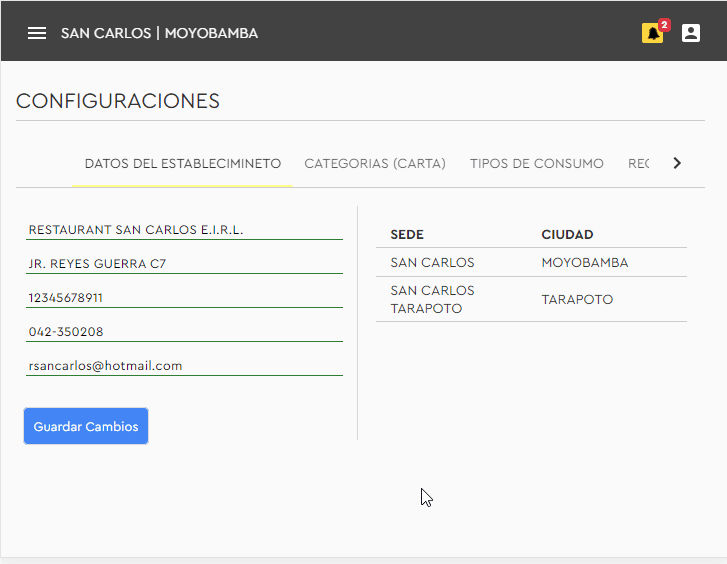 SAN CARLOS | MOYOBAMBA
2
CONFIGURACIONES
DATOS DEL ESTABLECIMINETO CATEGORIAS (CARTA) TIPOS DE CONSUMO
RESTAURANT SAN CARLOS E.I.R.L.
JR. REYES GUERRA C7
12345678911
042-350208
rsancarlos@hotmail.com
Guardar Cambios
SEDE CIUDAD
SAN CARLOS MOYOBAMBA
SAN CARLOS
TARAPOTO TARAPOTO